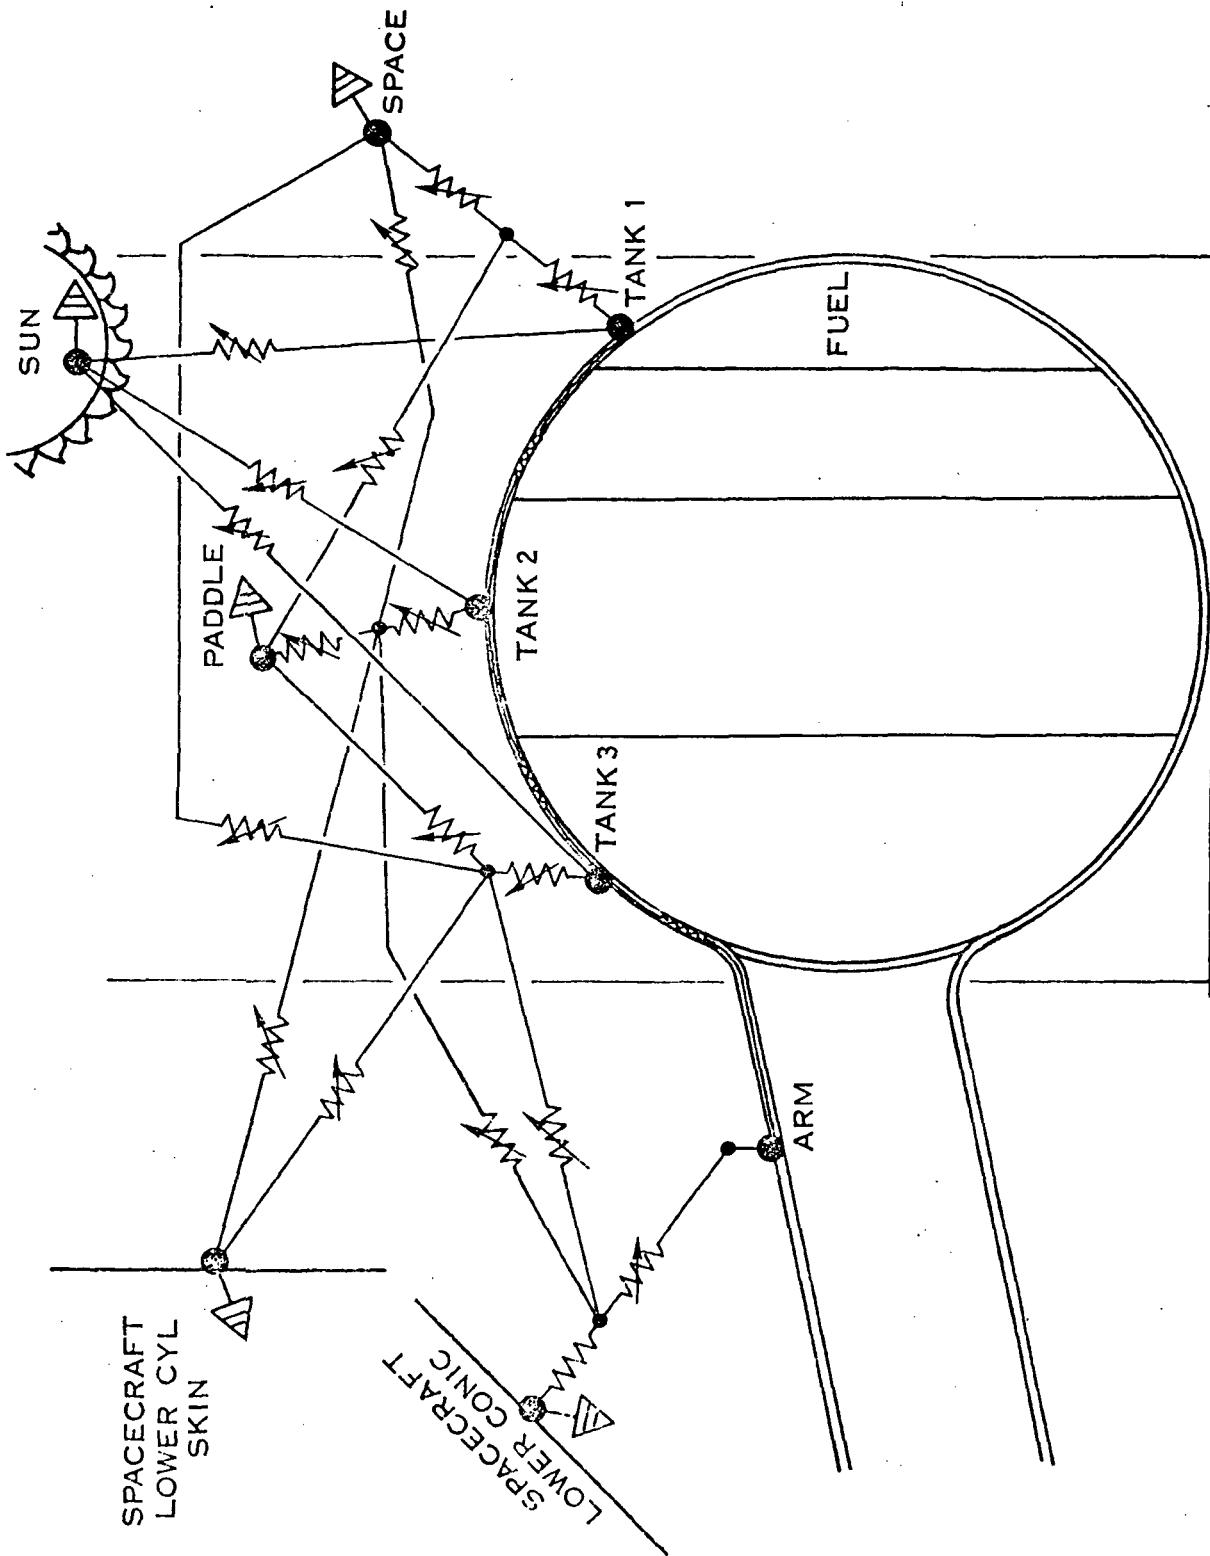 SUN
SPACE
PADDLE
TANK 1
TANK 2
TANK 3
FUEL
ARM
SPACECRAFT
LOWER CYL
SKIN
SPACECRAFT
LOWER CONIC